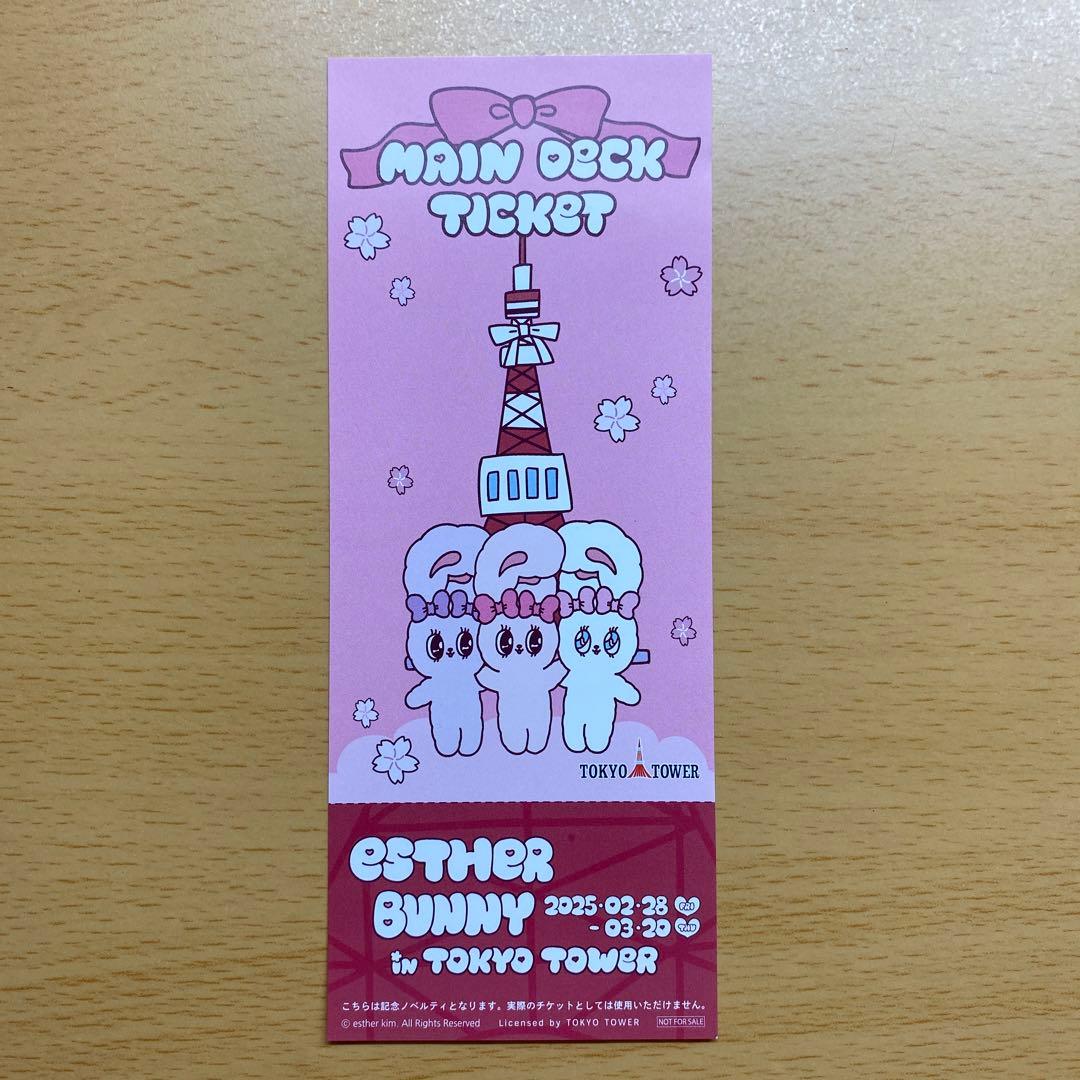 MAIN DECK
TICKET
TOKYO TOWER
ESTHER
BUNNY
2025・02・28 FRI
- 03・20 THU
in TOKYO TOWER
こちらは記念ノベルティとなります。実際のチケットとしては使用いただけません。
© esther kim. All Rights Reserved Licensed by TOKYO TOWER NOT FOR SALE